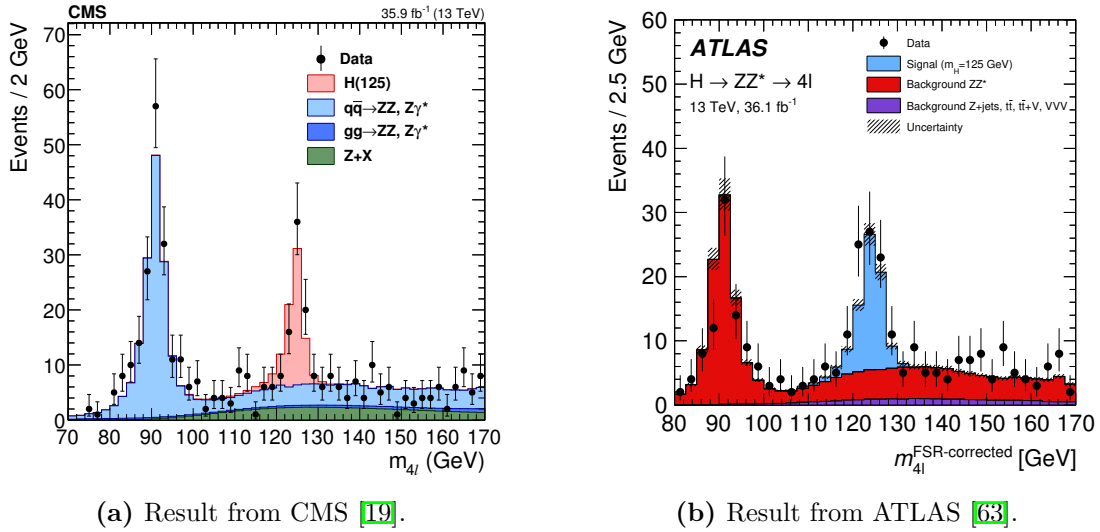 CMS
35.9 fb⁻¹ (13 TeV)
Events / 2 GeV
70
60
50
40
30
20
10
0
Data
H(125)
qq̅→ZZ, Zγ*
gg→ZZ, Zγ*
Z+X
70 80 90 100 110 120 130 140 150 160 170
m4l (GeV)
(a) Result from CMS [19].
Events / 2.5 GeV
60
50
40
30
20
10
0
ATLAS
H → ZZ* → 4l
13 TeV, 36.1 fb⁻¹
Data
Signal (mH=125 GeV)
Background ZZ*
Background Z+jets, tt̅, tt̅+V, VVV
Uncertainty
80 90 100 110 120 130 140 150 160 170
m4l FSR-corrected [GeV]
(b) Result from ATLAS [63].